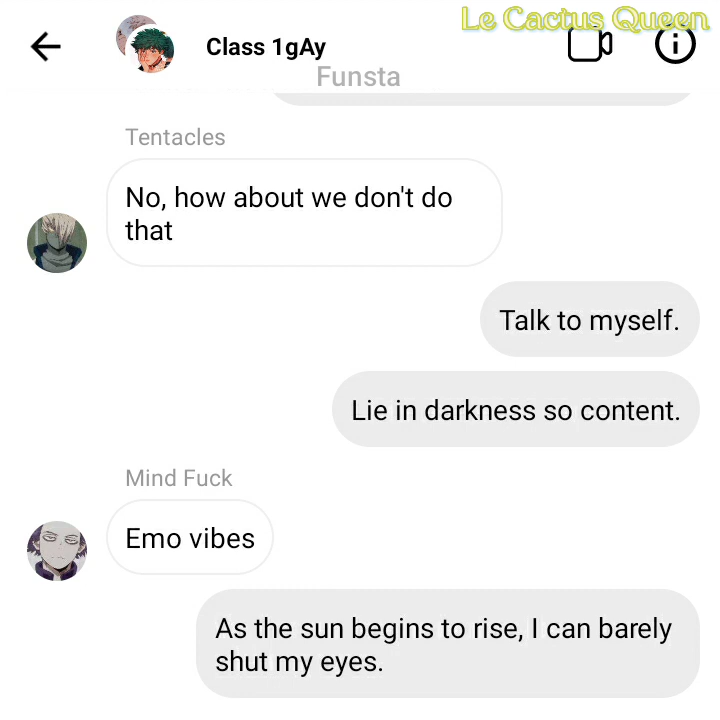 Le Cactus Queen
Class 1gAy
Funsta
Tentacles
No, how about we don't do
that
Talk to myself.
Lie in darkness so content.
Mind Fuck
Emo vibes
As the sun begins to rise, I can barely
shut my eyes.